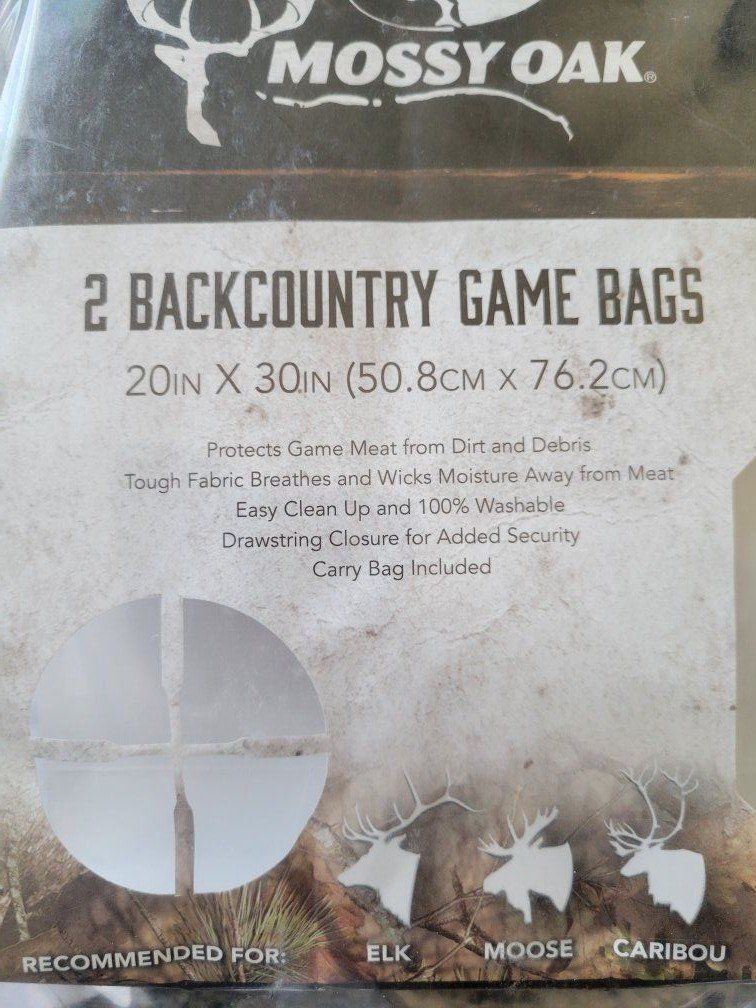 MOSSY OAK®
2 BACKCOUNTRY GAME BAGS
20IN X 30IN (50.8CM X 76.2CM)
Protects Game Meat from Dirt and Debris
Tough Fabric Breathes and Wicks Moisture Away from Meat
Easy Clean Up and 100% Washable
Drawstring Closure for Added Security
Carry Bag Included
RECOMMENDED FOR: ELK MOOSE CARIBOU